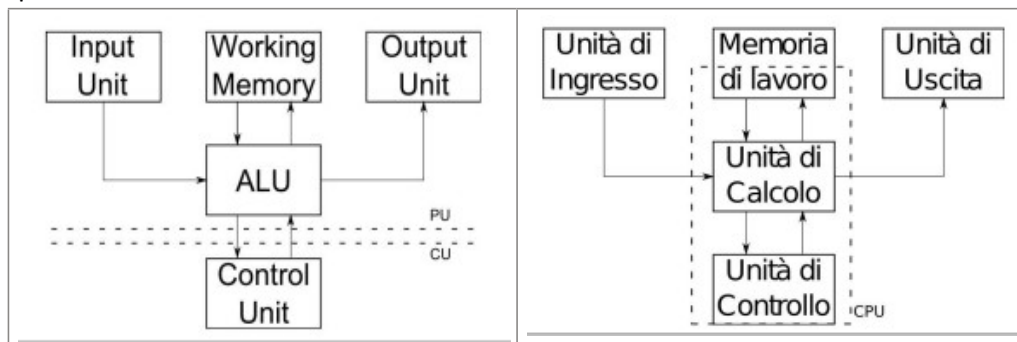 Input
Unit
Working
Memory
Output
Unit
ALU
PU
CU
Control
Unit
Unità di
Ingresso
Memoria
di lavoro
Unità di
Uscita
Unità di
Calcolo
Unità di
Controllo
CPU